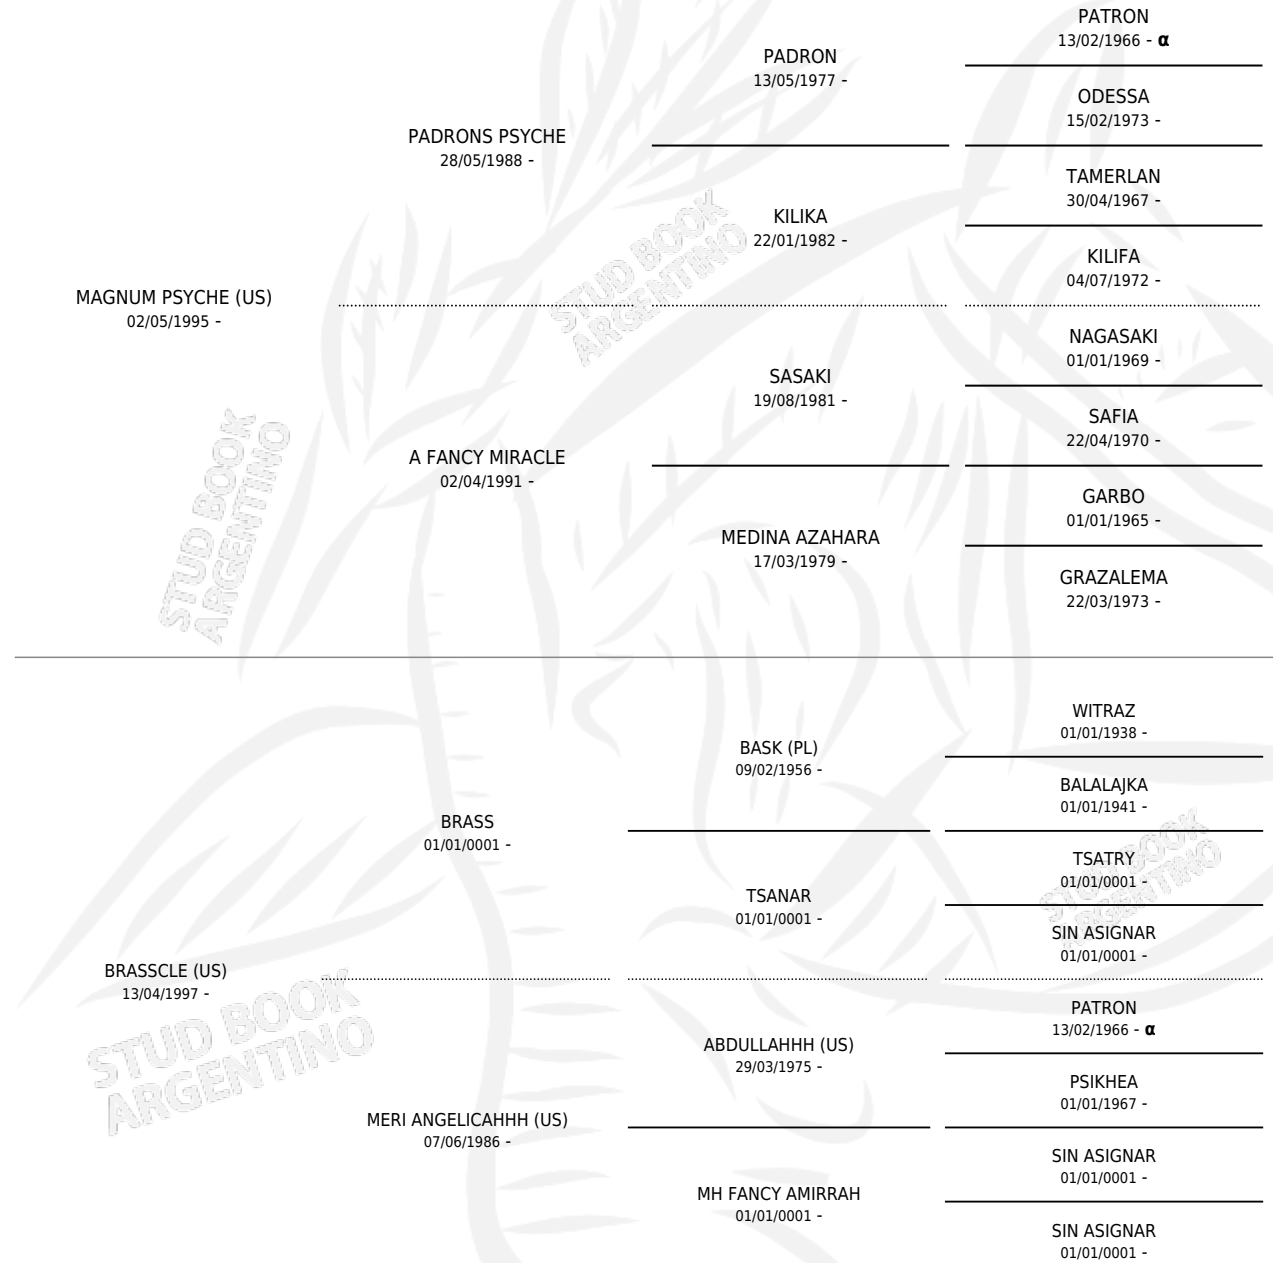 PATRON
13/02/1966 - α
PADRON
13/05/1977 -
ODESSA
15/02/1973 -
PADRONS PSYCHE
28/05/1988 -
TAMERLAN
30/04/1967 -
KILIKA
22/01/1982 -
KILIFA
04/07/1972 -
MAGNUM PSYCHE (US)
02/05/1995 -
NAGASAKI
01/01/1969 -
SASAKI
19/08/1981 -
SAFIA
22/04/1970 -
A FANCY MIRACLE
02/04/1991 -
GARBO
01/01/1965 -
MEDINA AZAHARA
17/03/1979 -
GRAZALEMA
22/03/1973 -
WITRAZ
01/01/1938 -
BASK (PL)
09/02/1956 -
BALALAJKA
01/01/1941 -
BRASS
01/01/0001 -
TSATRY
01/01/0001 -
TSANAR
01/01/0001 -
SIN ASIGNAR
01/01/0001 -
BRASSCLE (US)
13/04/1997 -
PATRON
13/02/1966 - α
ABDULLAHHH (US)
29/03/1975 -
PSIKHEA
01/01/1967 -
MERI ANGELICAHHH (US)
07/06/1986 -
SIN ASIGNAR
01/01/0001 -
MH FANCY AMIRRAH
01/01/0001 -
SIN ASIGNAR
01/01/0001 -
STUD BOOK
ARGENTINO
STUD BOOK
ARGENTINO
STUD BOOK
ARGENTINO
STUD BOOK
ARGENTINO